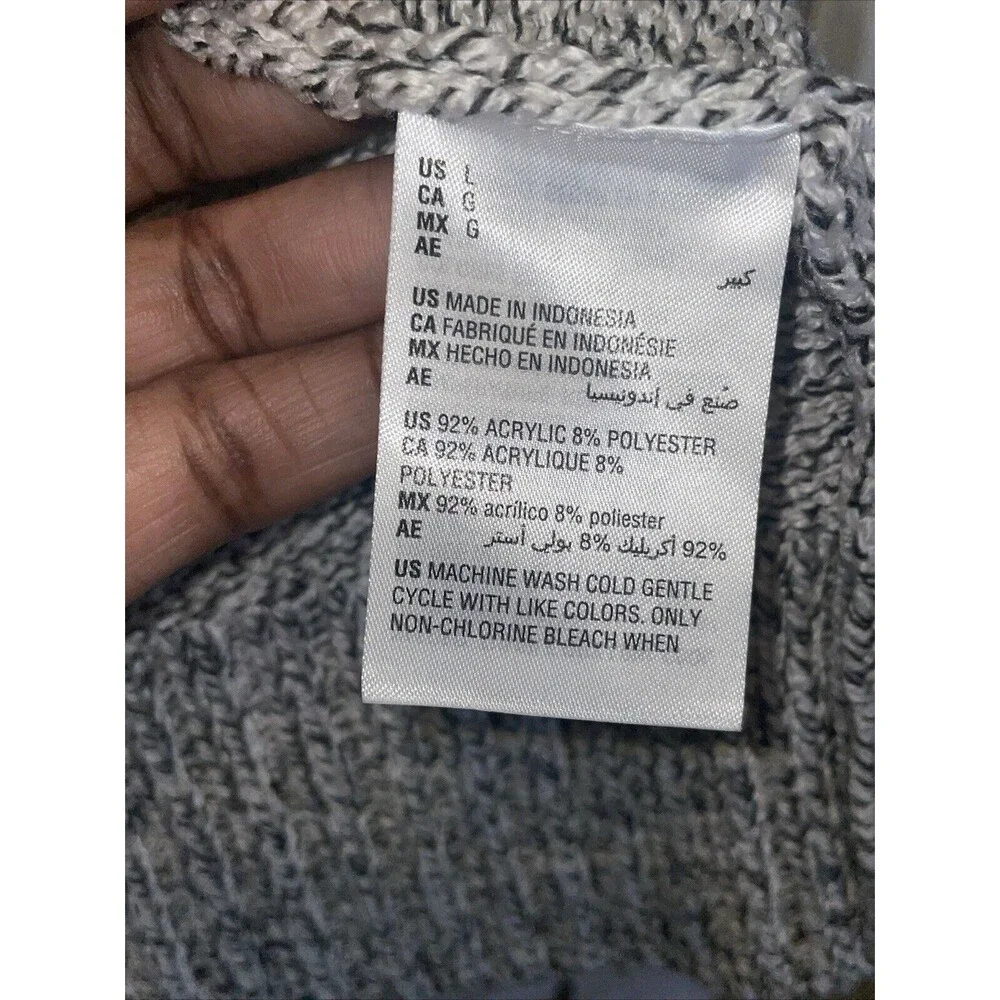 US L
CA G
MX G
AE
كبير
US MADE IN INDONESIA
CA FABRIQUÉ EN INDONÉSIE
MX HECHO EN INDONESIA
AE صُنع في إندونيسيا
US 92% ACRYLIC 8% POLYESTER
CA 92% ACRYLIQUE 8%
POLYESTER
MX 92% acrílico 8% poliester
AE 92% أكريليك 8% بولي أستر
US MACHINE WASH COLD GENTLE
CYCLE WITH LIKE COLORS. ONLY
NON-CHLORINE BLEACH WHEN